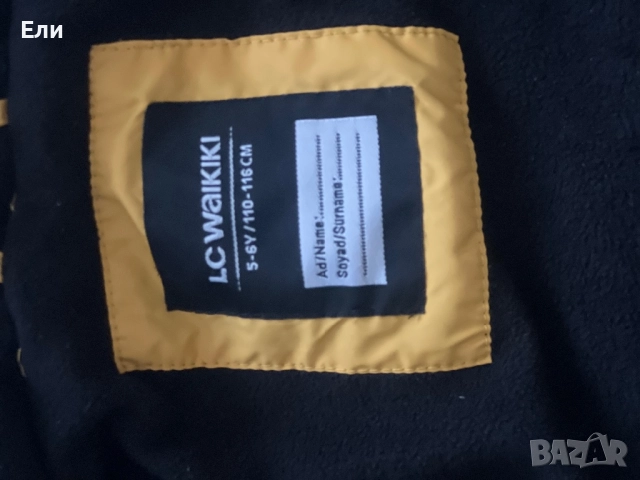 Ели
LC WAIKIKI
5-6Y/110-116CM
Ad/Name:
Soyad/Surname:
BAZAR